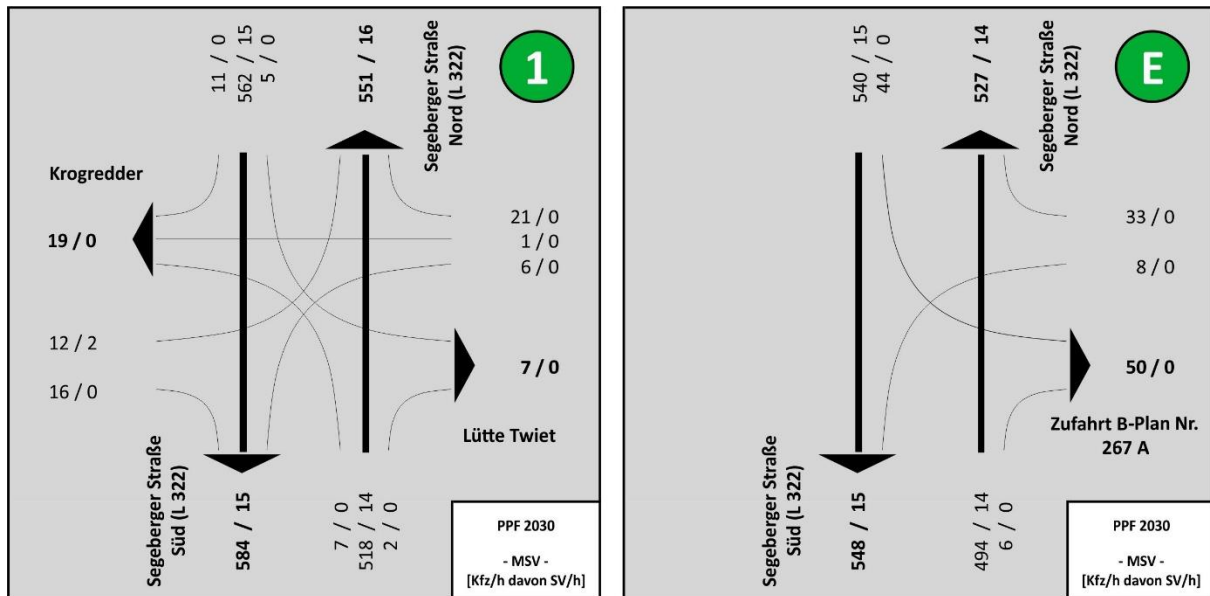 11 / 0
562 / 15
5 / 0
551 / 16
Segeberger Straße
Nord (L 322)
1
Krogredder
19 / 0
21 / 0
1 / 0
6 / 0
12 / 2
16 / 0
7 / 0
Lütte Twiet
Segeberger Straße
Süd (L 322)
584 / 15
7 / 0
518 / 14
2 / 0
PPF 2030
- MSV -
[Kfz/h davon SV/h]
540 / 15
44 / 0
527 / 14
Segeberger Straße
Nord (L 322)
E
33 / 0
8 / 0
50 / 0
Zufahrt B-Plan Nr.
267 A
Segeberger Straße
Süd (L 322)
548 / 15
494 / 14
6 / 0
PPF 2030
- MSV -
[Kfz/h davon SV/h]